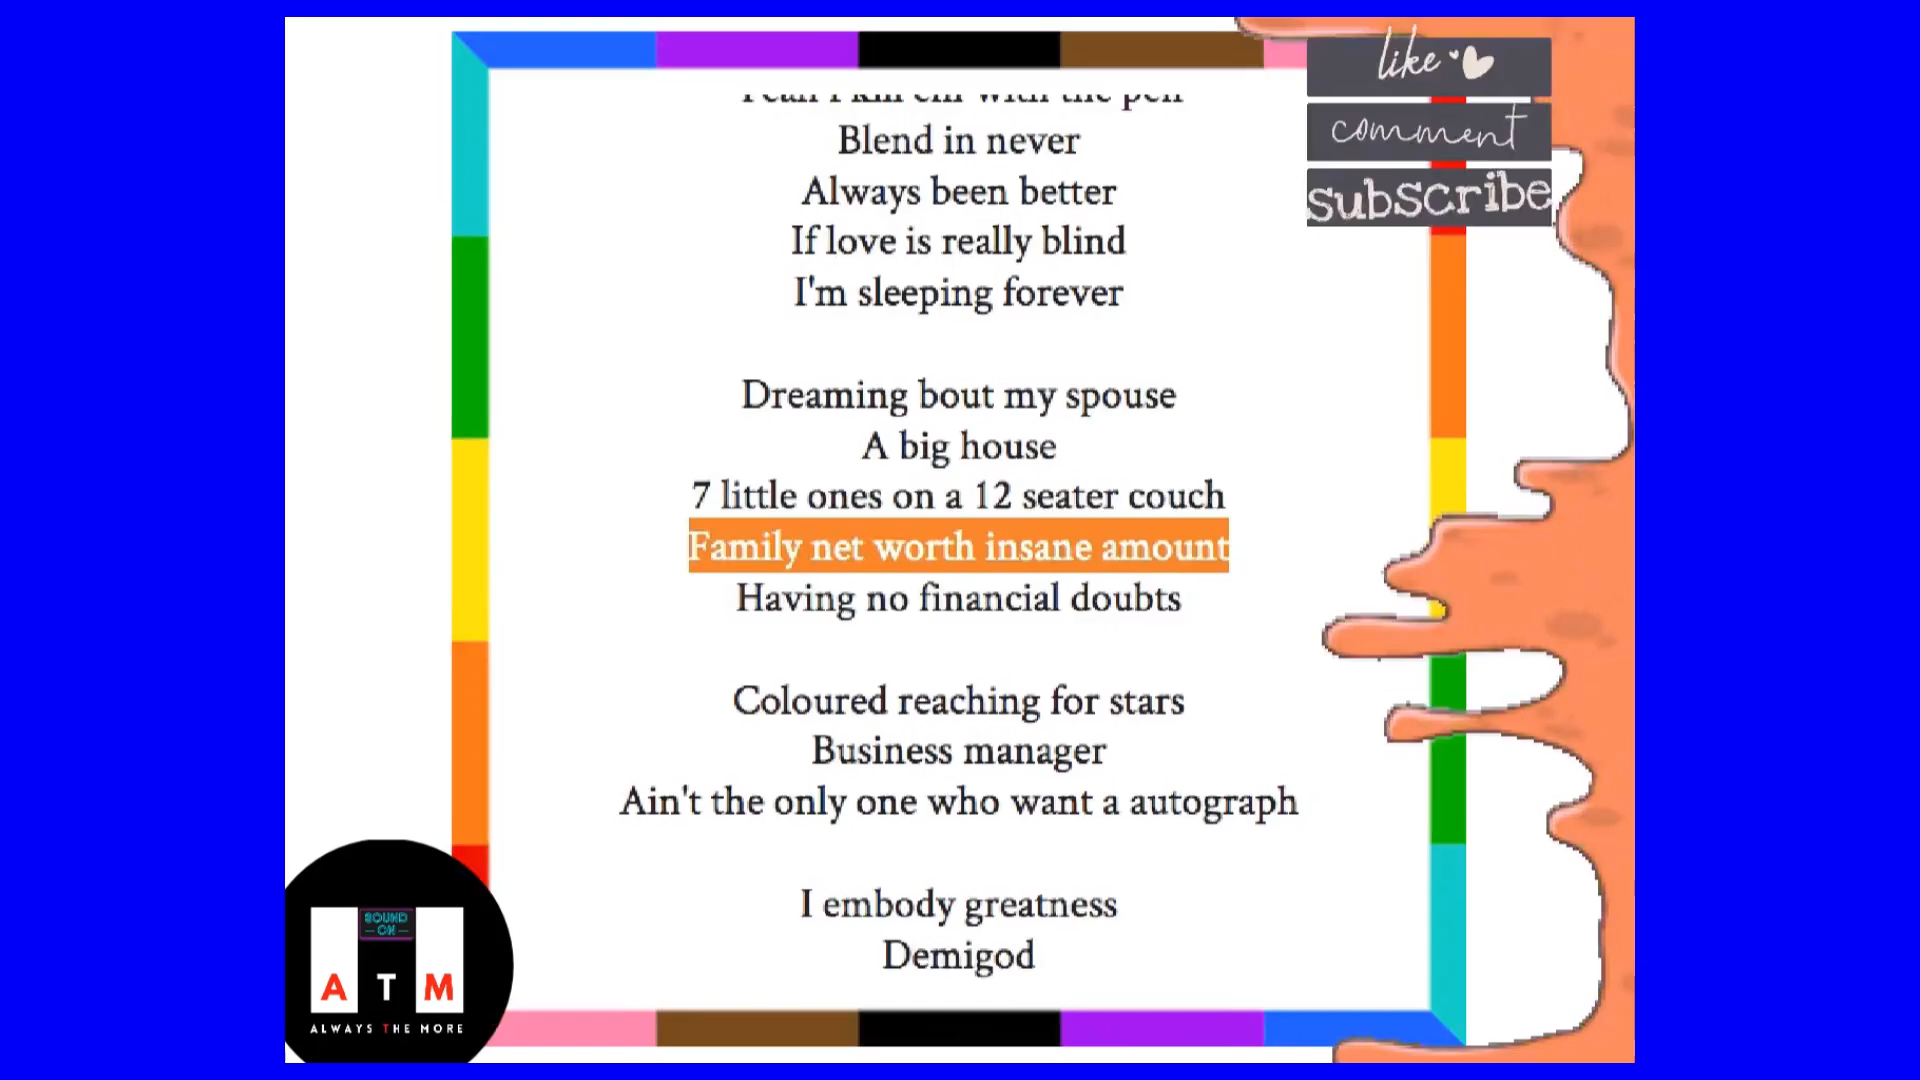 with the pen
Blend in never
Always been better
If love is really blind
I'm sleeping forever
Dreaming bout my spouse
A big house
7 little ones on a 12 seater couch
Family net worth insane amount
Having no financial doubts
Coloured reaching for stars
Business manager
Ain't the only one who want a autograph
I embody greatness
Demigod
like
comment
subscribe
SOUND
ON
A T M
ALWAYS THE MORE